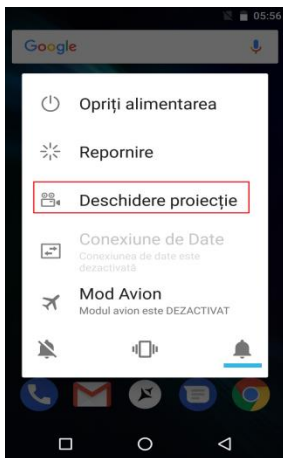 05:56
Google
Opriți alimentarea
Repornire
Deschidere proiecție
Conexiune de Date
Conexiunea de date este
dezactivată
Mod Avion
Modul avion este DEZACTIVAT